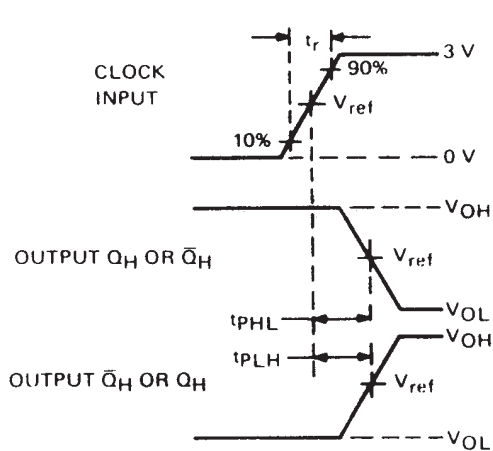 tr
3 V
CLOCK
INPUT
90%
Vref
10%
0 V
VOH
OUTPUT QH OR Q̄H
Vref
tPHL
VOL
VOH
tPLH
OUTPUT Q̄H OR QH
Vref
VOL